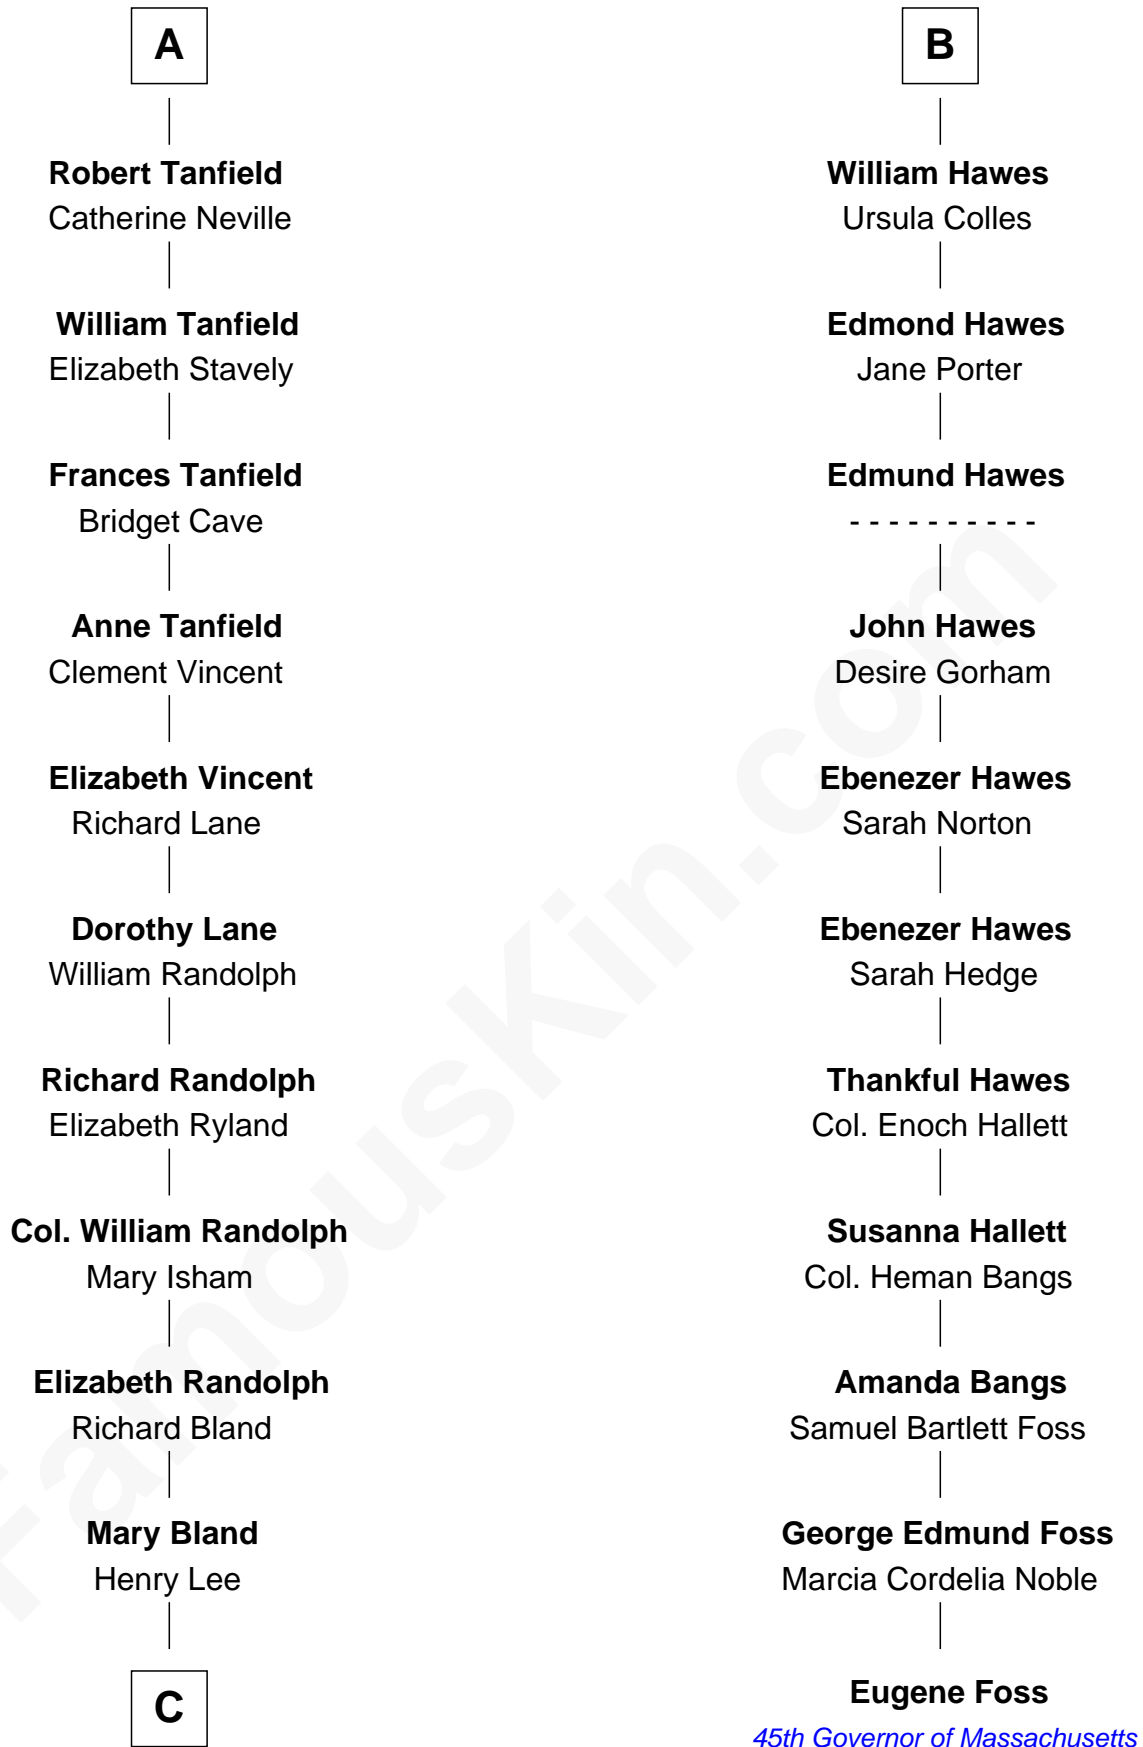 A
Robert Tanfield
Catherine Neville
William Tanfield
Elizabeth Stavely
Frances Tanfield
Bridget Cave
Anne Tanfield
Clement Vincent
Elizabeth Vincent
Richard Lane
Dorothy Lane
William Randolph
Richard Randolph
Elizabeth Ryland
Col. William Randolph
Mary Isham
Elizabeth Randolph
Richard Bland
Mary Bland
Henry Lee
C
B
William Hawes
Ursula Colles
Edmond Hawes
Jane Porter
Edmund Hawes
- - - - - - - - - -
John Hawes
Desire Gorham
Ebenezer Hawes
Sarah Norton
Ebenezer Hawes
Sarah Hedge
Thankful Hawes
Col. Enoch Hallett
Susanna Hallett
Col. Heman Bangs
Amanda Bangs
Samuel Bartlett Foss
George Edmund Foss
Marcia Cordelia Noble
Eugene Foss
45th Governor of Massachusetts
FamousKin.com